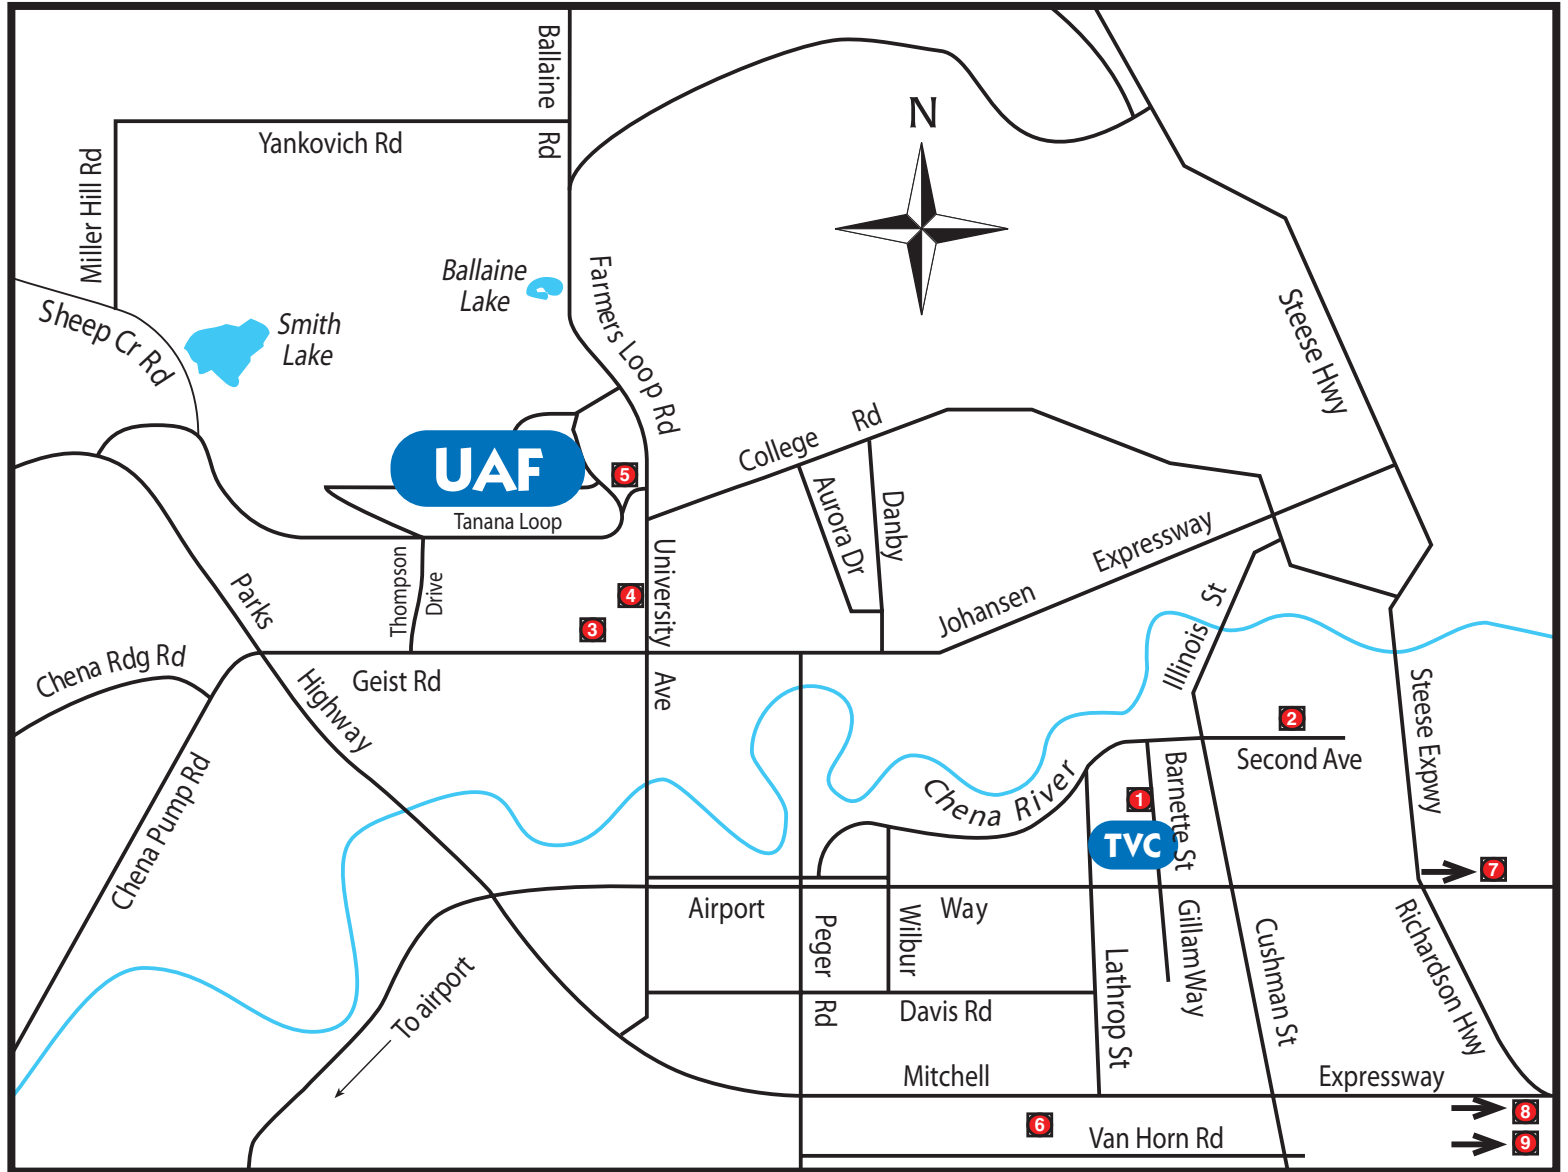 Ballaine
Rd
N
Yankovich Rd
Miller Hill Rd
Ballaine
Lake
Farmers Loop Rd
Sheep Cr Rd
Smith
Lake
Steese Hwy
College Rd
UAF
5
Aurora Dr
Danby
Tanana Loop
Thompson
Drive
University
Ave
Johansen Expressway
Parks
Highway
4
3
Illinois St
Chena Rdg Rd
Geist Rd
2
Second Ave
Steese Expwy
Chena Pump Rd
Chena River
1
TVC
Barnette St
7
Airport Way
Peger
Rd
Wilbur
Gillam Way
Lathrop St
Cushman St
Richardson Hwy
To airport
Davis Rd
Mitchell Expressway
6
Van Horn Rd
8
9